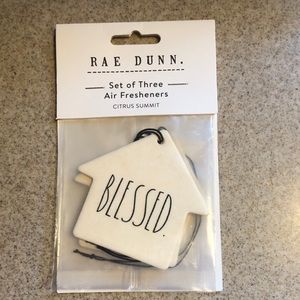 RAE DUNN.
Set of Three
Air Fresheners
CITRUS SUMMIT
BLESSED.